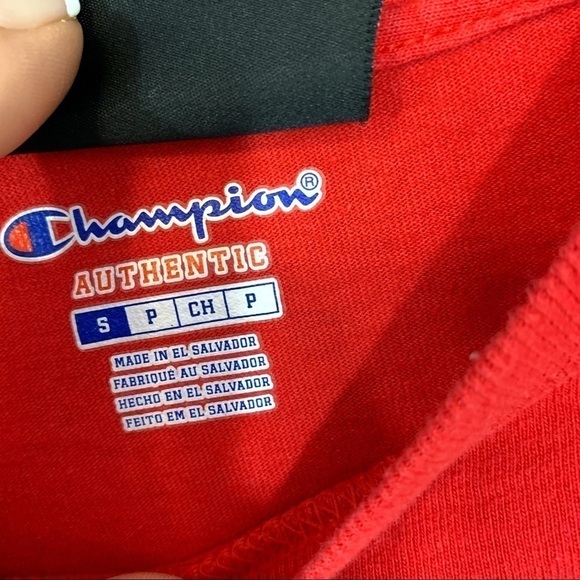 Champion®
AUTHENTIC
S P CH P
MADE IN EL SALVADOR
FABRIQUÉ AU SALVADOR
HECHO EN EL SALVADOR
FEITO EM EL SALVADOR